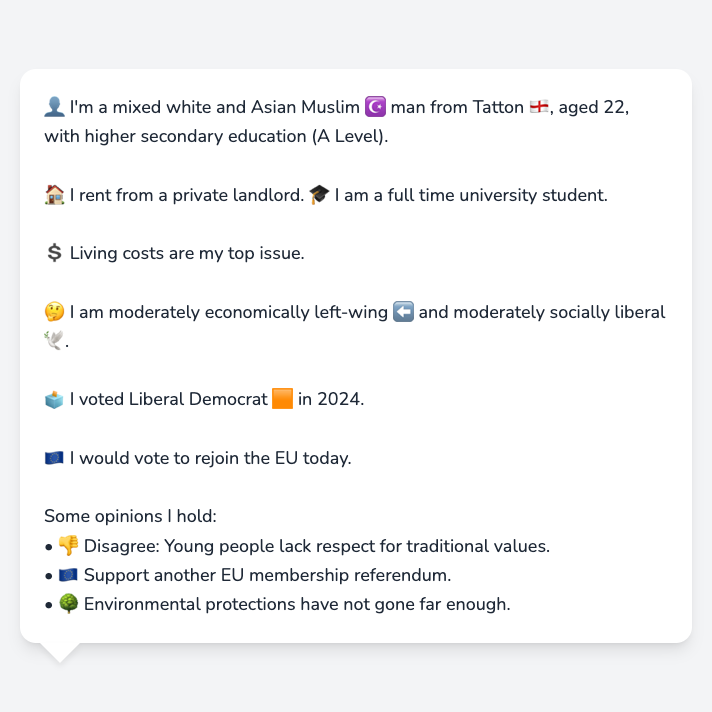 👤 I'm a mixed white and Asian Muslim ☪️ man from Tatton 🏴󠁧󠁢󠁥󠁮󠁧󠁿, aged 22,
with higher secondary education (A Level).
🏠 I rent from a private landlord. 🎓 I am a full time university student.
💲 Living costs are my top issue.
🤔 I am moderately economically left-wing ⬅️ and moderately socially liberal
🕊️.
🗳️ I voted Liberal Democrat 🟧 in 2024.
🇪🇺 I would vote to rejoin the EU today.
Some opinions I hold:
• 👎 Disagree: Young people lack respect for traditional values.
• 🇪🇺 Support another EU membership referendum.
• 🌳 Environmental protections have not gone far enough.